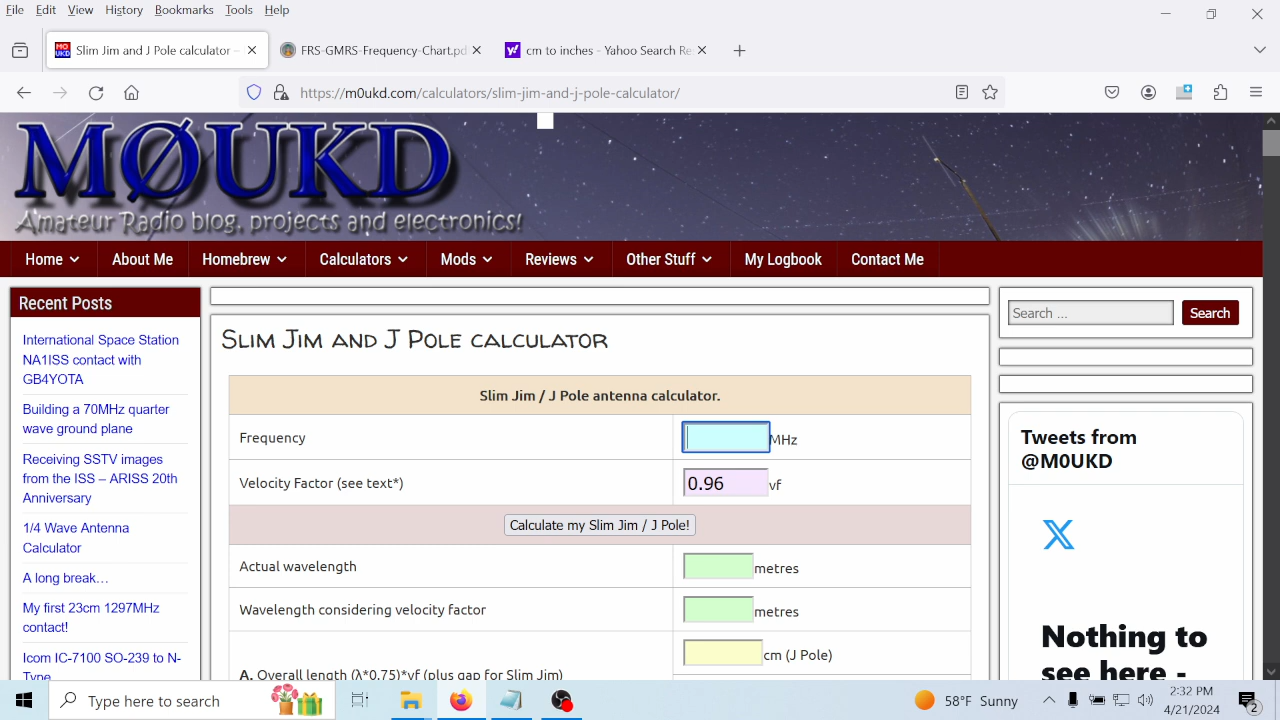 File Edit View History Bookmarks Tools Help
Slim Jim and J Pole calculator –
FRS-GMRS-Frequency-Chart.pd
cm to inches - Yahoo Search Re
https://m0ukd.com/calculators/slim-jim-and-j-pole-calculator/
MØUKD
Amateur Radio blog, projects and electronics!
Home About Me Homebrew Calculators Mods Reviews Other Stuff My Logbook Contact Me
Recent Posts
International Space Station
NA1ISS contact with
GB4YOTA
Building a 70MHz quarter
wave ground plane
Receiving SSTV images
from the ISS – ARISS 20th
Anniversary
1/4 Wave Antenna
Calculator
A long break…
My first 23cm 1297MHz
contact!
Icom IC-7100 SO-239 to N-
Type
Slim Jim and J Pole calculator
Slim Jim / J Pole antenna calculator.
Frequency MHz
Velocity Factor (see text*) 0.96 vf
Calculate my Slim Jim / J Pole!
Actual wavelength metres
Wavelength considering velocity factor metres
cm (J Pole)
A. Overall length (λ*0.75)*vf (plus gap for Slim Jim)
Search ... Search
Tweets from
@M0UKD
Nothing to
see here -
Type here to search
58°F Sunny
2:32 PM
4/21/2024
2